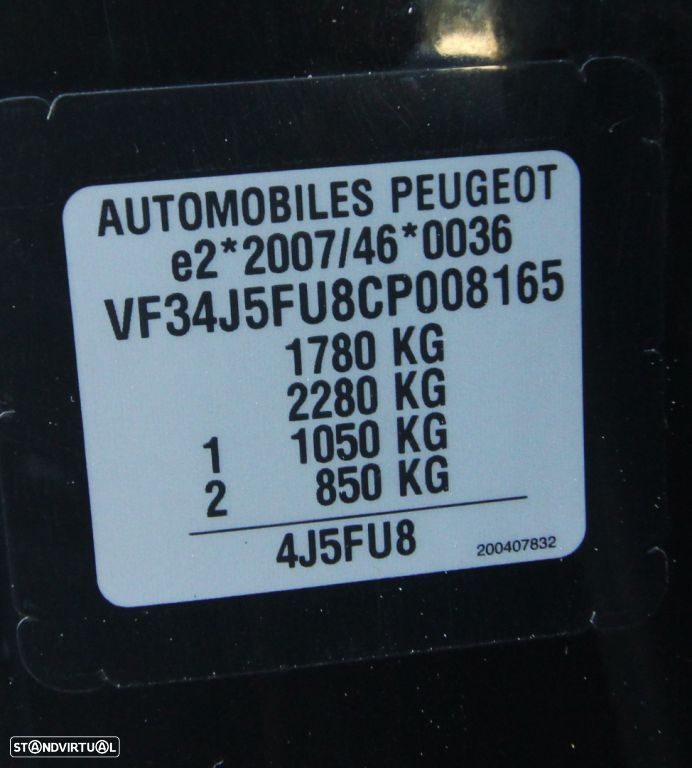 AUTOMOBILES PEUGEOT
e2*2007/46*0036
VF34J5FU8CP008165
1780 KG
2280 KG
1 1050 KG
2 850 KG
4J5FU8 200407832
STANDVIRTUAL